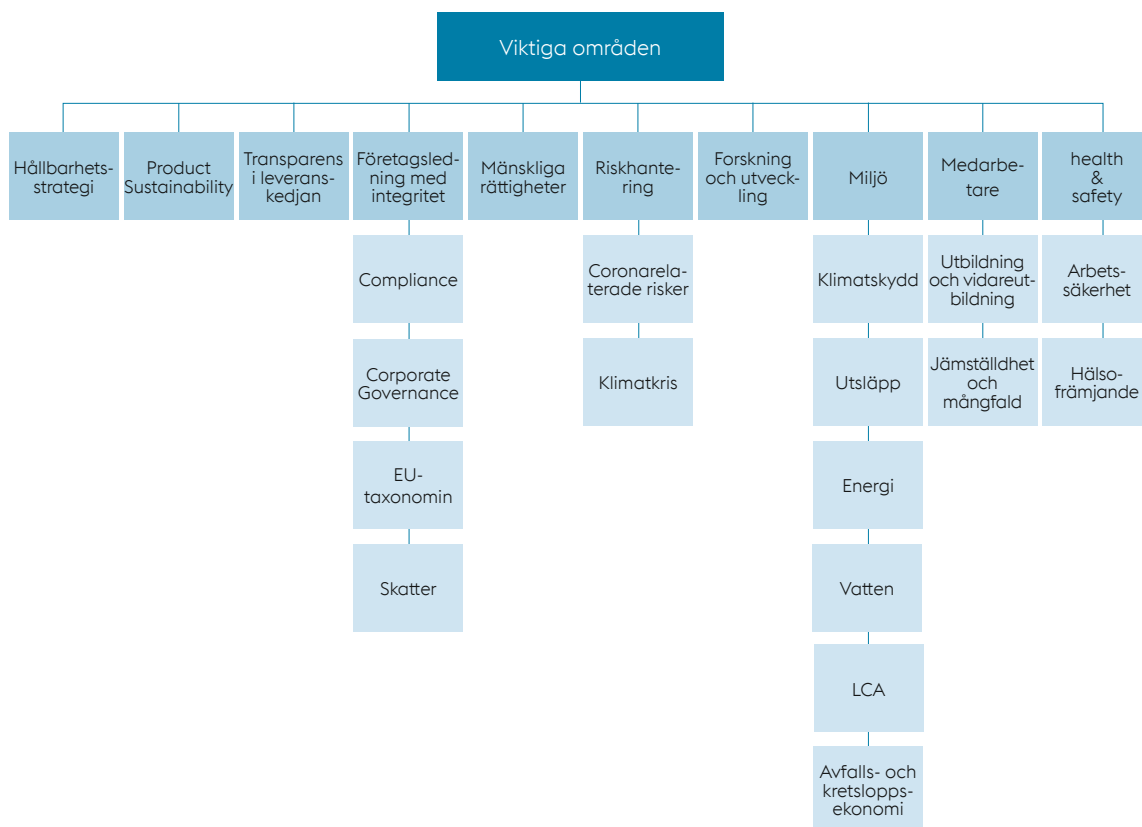 Viktiga områden
Hållbarhets-
strategi
Product
Sustainability
Transparens
i leverans-
kedjan
Företagsled-
ning med
integritet
Mänskliga
rättigheter
Riskhante-
ring
Forskning
och utveck-
ling
Miljö
Medarbe-
tare
health
&
safety
Compliance
Corporate
Governance
EU-
taxonomin
Skatter
Coronarela-
terade risker
Klimatkris
Klimatskydd
Utsläpp
Energi
Vatten
LCA
Avfalls- och
kretslopps-
ekonomi
Utbildning
och vidareut-
bildning
Jämställdhet
och
mångfald
Arbets-
säkerhet
Hälso-
främjande